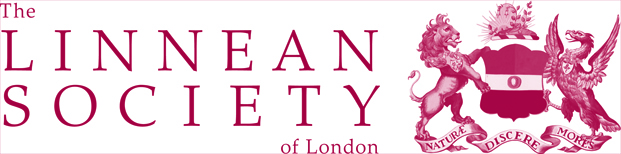 The
LINNEAN
SOCIETY
of London
NATURÆ DISCERE MORES